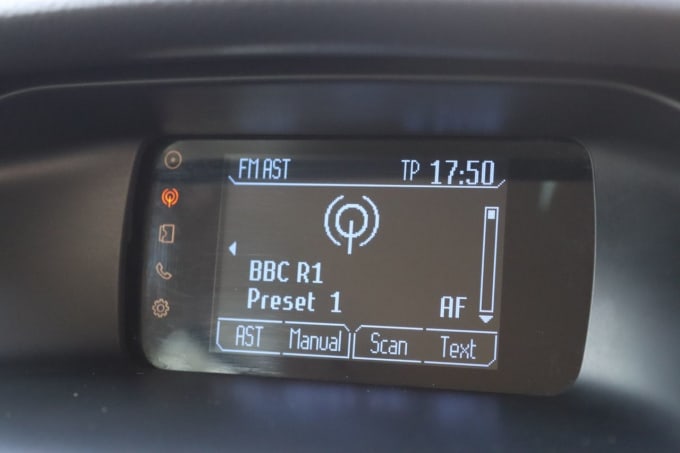 FM AST TP 17:50
BBC R1
Preset 1 AF
AST Manual Scan Text